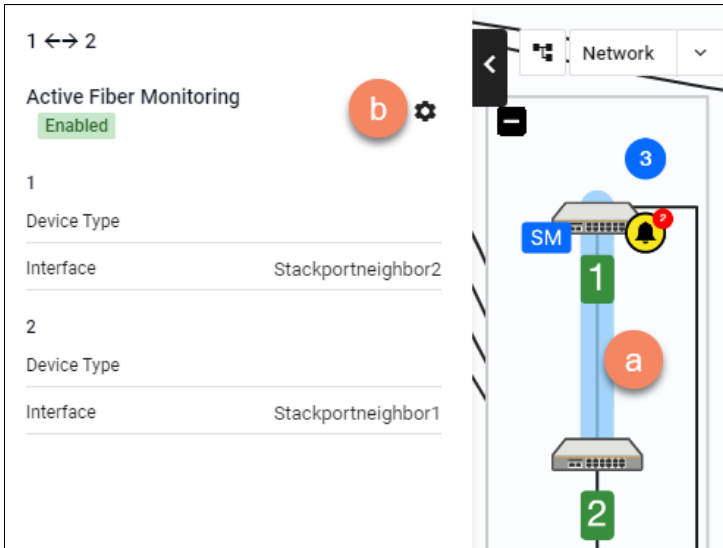 1 ←→ 2
Active Fiber Monitoring
b
Enabled
1
Device Type
Interface Stackportneighbor2
2
Device Type
Interface Stackportneighbor1
Network
3
2
SM
1
a
2